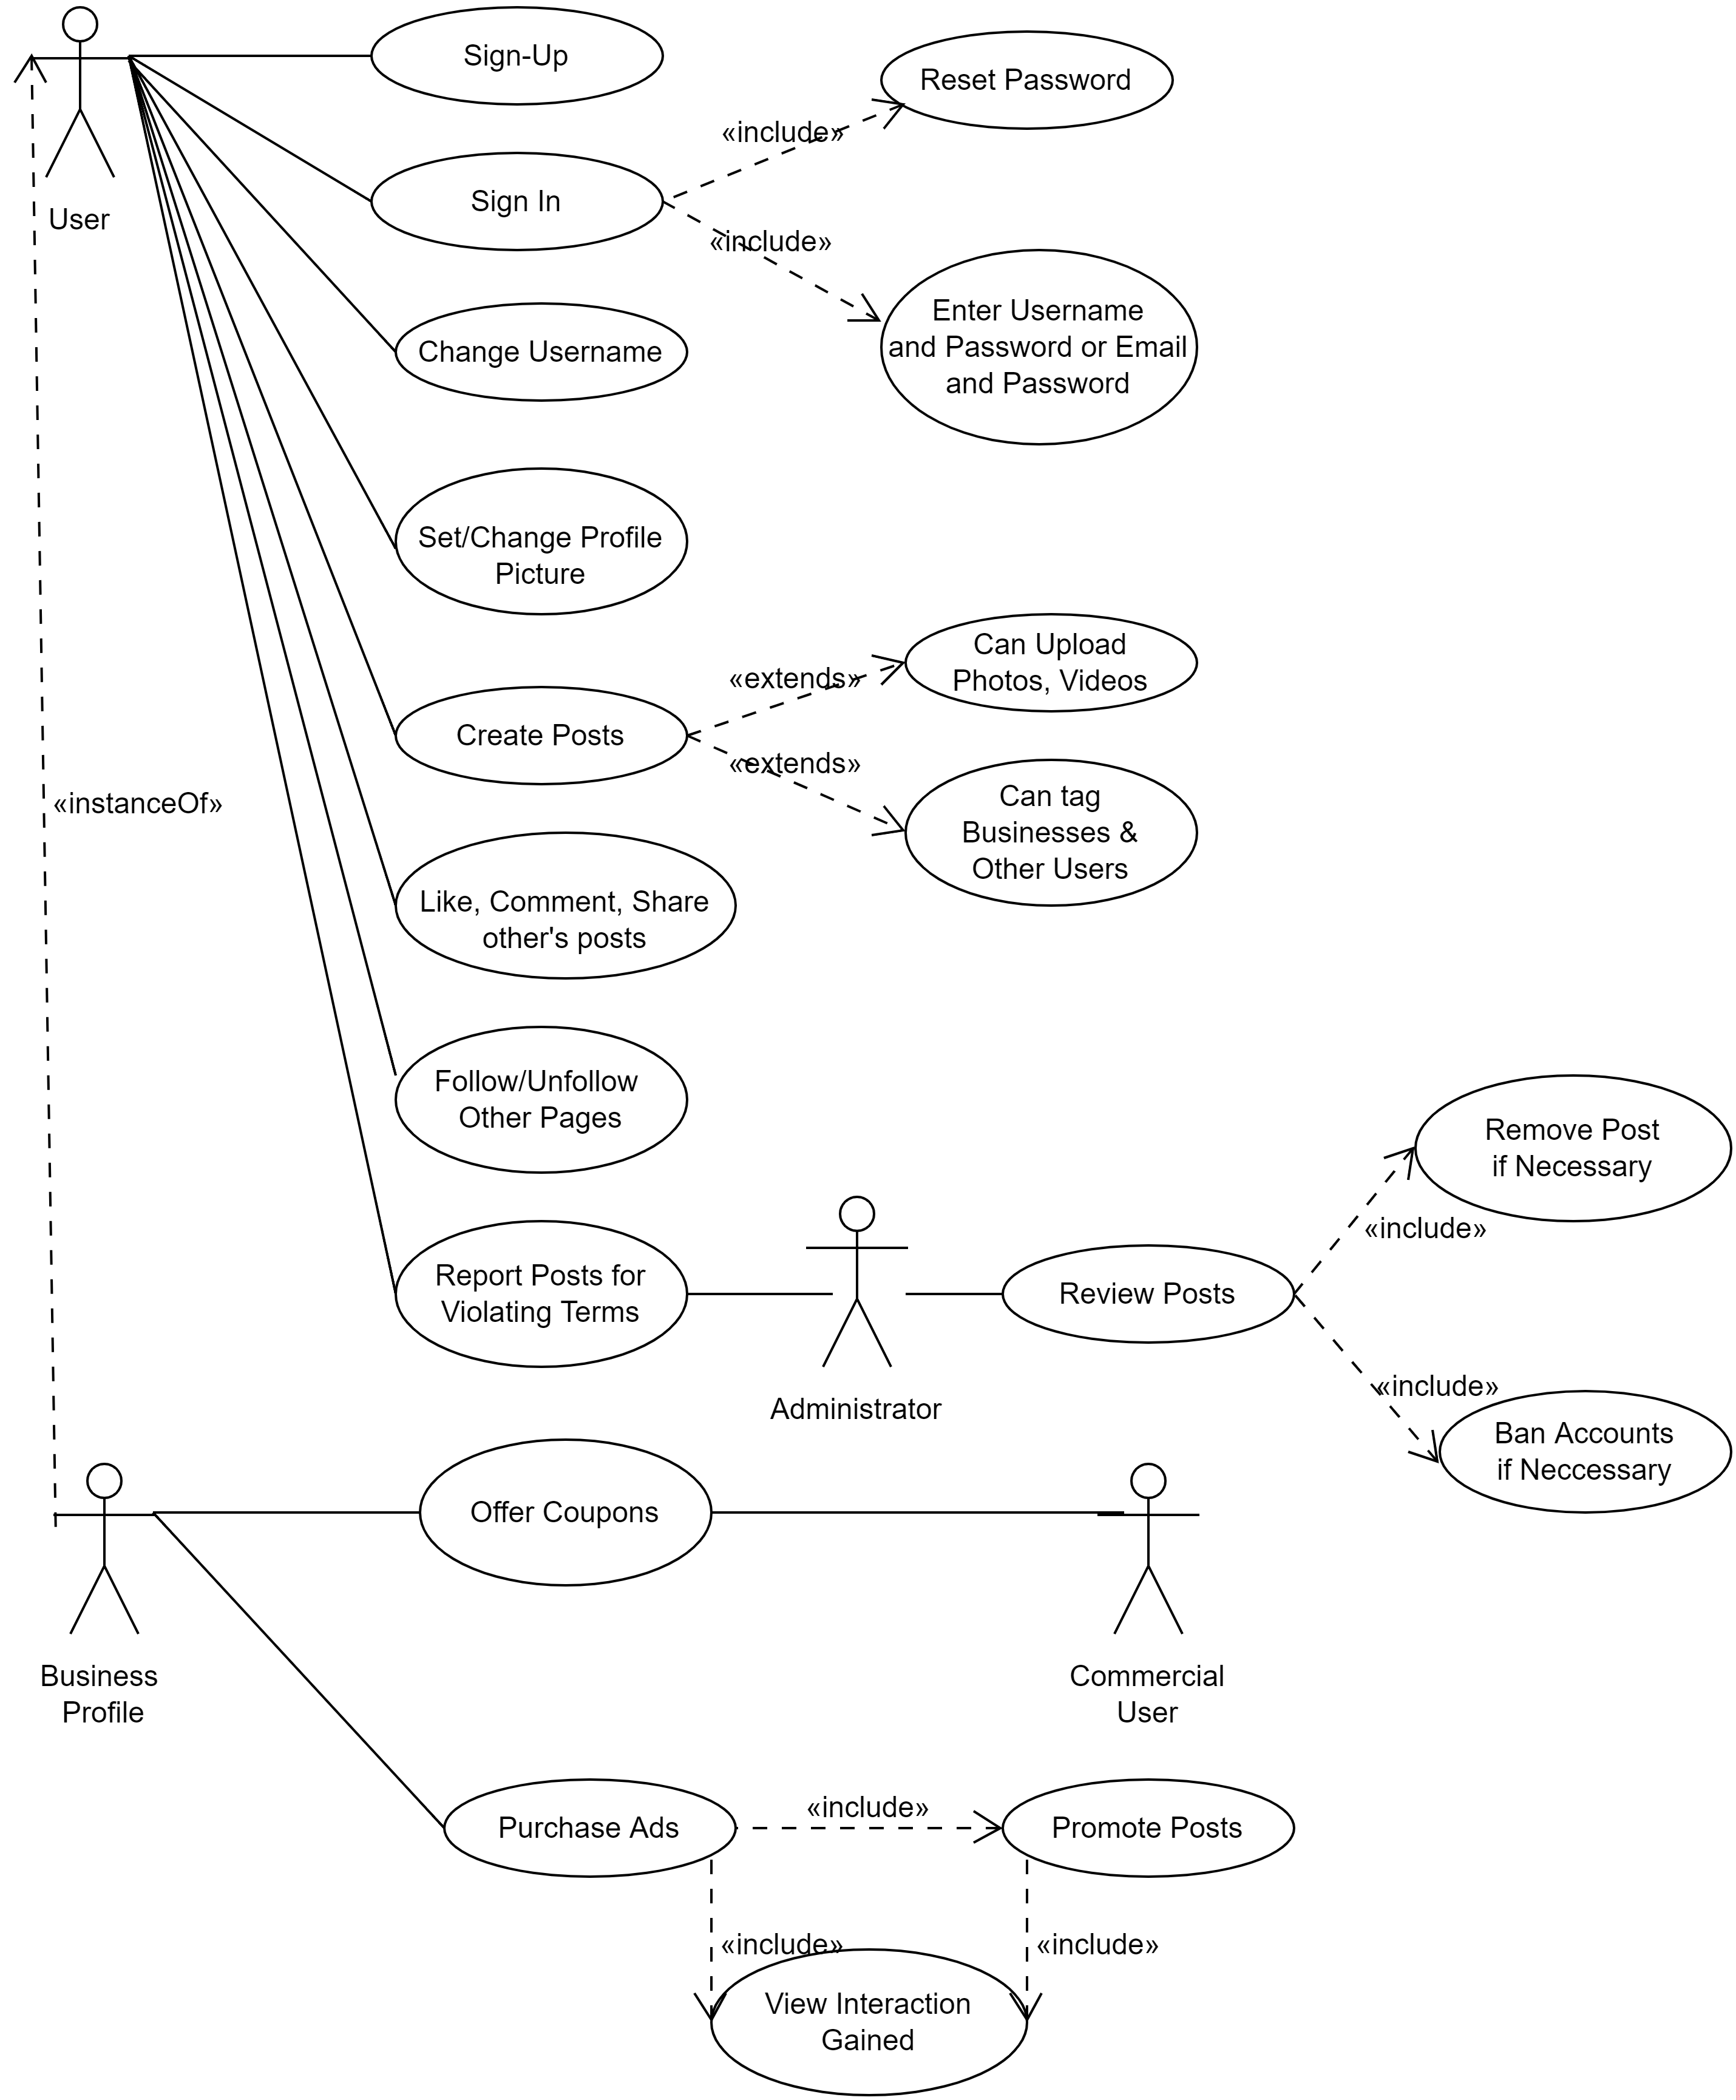 Sign-Up
Reset Password
«include»
Sign In
User
«include»
Enter Username
and Password or Email
and Password
Change Username
Set/Change Profile
Picture
Can Upload
Photos, Videos
«extends»
Create Posts
«extends»
Can tag
Businesses &
Other Users
«instanceOf»
Like, Comment, Share
other's posts
Follow/Unfollow
Other Pages
Remove Post
if Necessary
«include»
Report Posts for
Violating Terms
Review Posts
«include»
Administrator
Ban Accounts
if Neccessary
Offer Coupons
Business
Profile
Commercial
User
«include»
Purchase Ads
Promote Posts
«include»
«include»
View Interaction
Gained